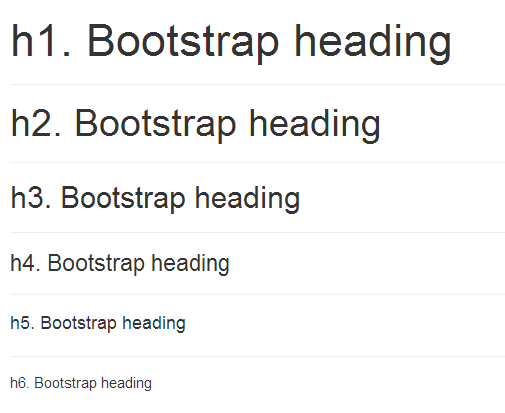 h1. Bootstrap heading
h2. Bootstrap heading
h3. Bootstrap heading
h4. Bootstrap heading
h5. Bootstrap heading
h6. Bootstrap heading